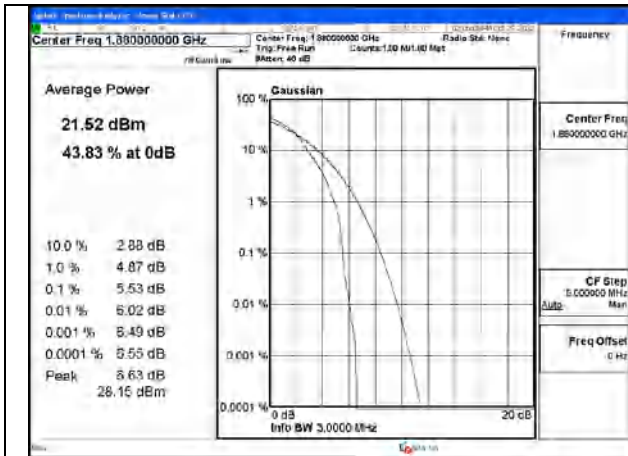 Center Freq 1.880000000 GHz
Center Freq: 1.880000000 GHz
Radio Std: None
Trig: Free Run
Counts:1.00 M/1.00 Mpt
#Atten: 40 dB
Frequency
Average Power
21.52 dBm
43.83 % at 0dB
10.0 % 2.88 dB
1.0 % 4.87 dB
0.1 % 5.53 dB
0.01 % 6.02 dB
0.001 % 6.49 dB
0.0001 % 6.55 dB
Peak 6.63 dB
28.15 dBm
Gaussian
100 %
10 %
1 %
0.1 %
0.01 %
0.001 %
0.0001 %
0 dB
20 dB
Info BW 3.0000 MHz
Center Freq
1.880000000 GHz
CF Step
5.000000 MHz
Auto Man
Freq Offset
0 Hz